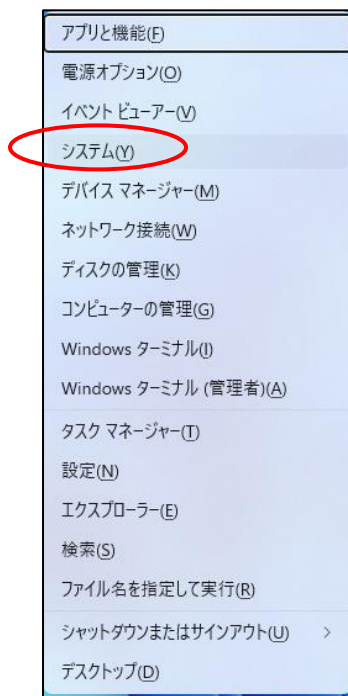 アプリと機能(F)
電源オプション(O)
イベント ビューアー(V)
システム(Y)
デバイス マネージャー(M)
ネットワーク接続(W)
ディスクの管理(K)
コンピューターの管理(G)
Windows ターミナル(I)
Windows ターミナル (管理者)(A)
タスク マネージャー(T)
設定(N)
エクスプローラー(E)
検索(S)
ファイル名を指定して実行(R)
シャットダウンまたはサインアウト(U)
デスクトップ(D)